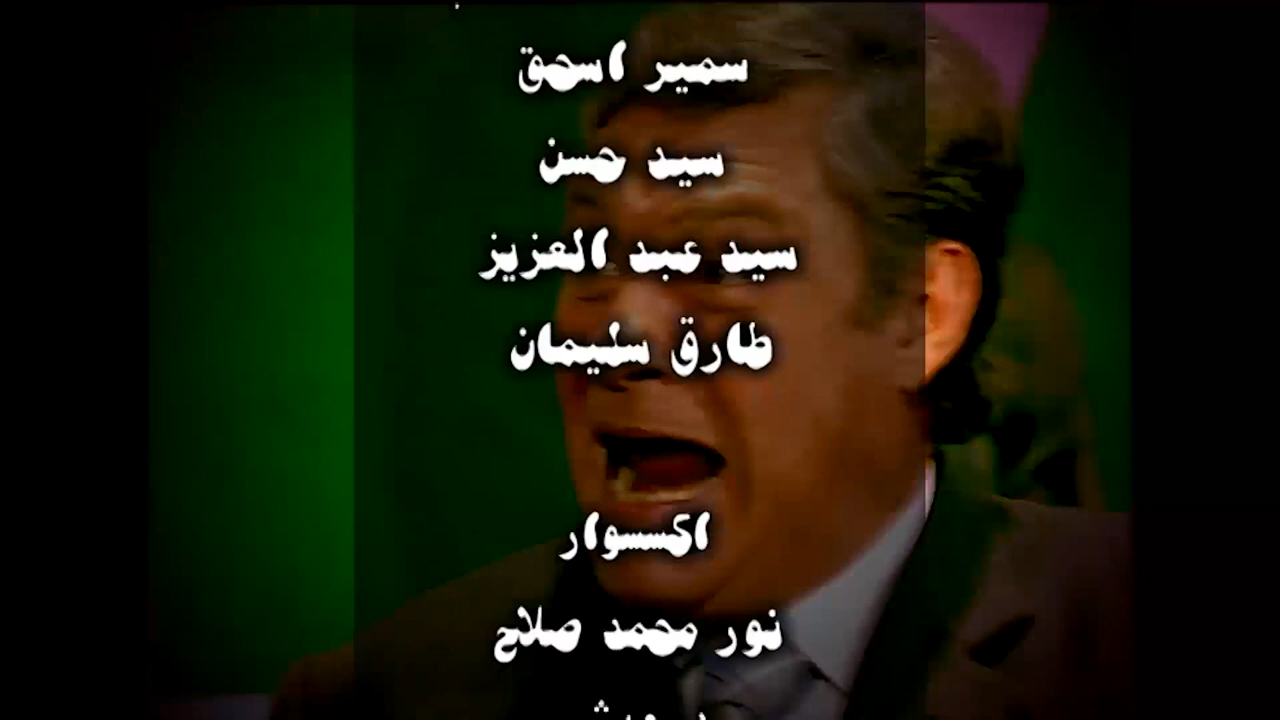 سمير اسحق
سيد حسن
سيد عبد العزيز
طارق سليمان
اكسسوار
نور محمد صلاح